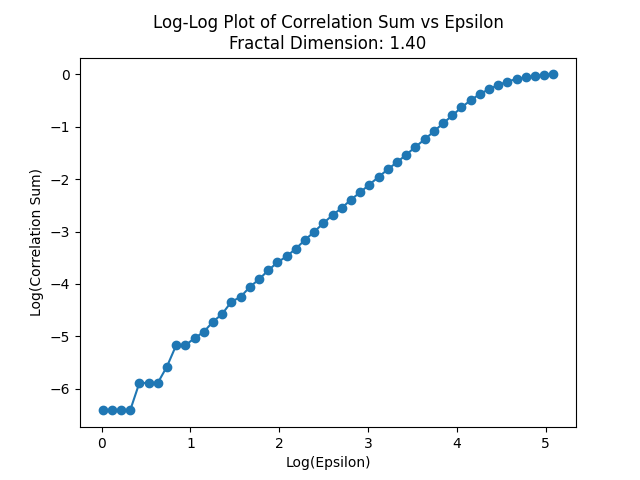 Log-Log Plot of Correlation Sum vs Epsilon
Fractal Dimension: 1.40
Log(Correlation Sum)
0
−1
−2
−3
−4
−5
−6
0 1 2 3 4 5
Log(Epsilon)